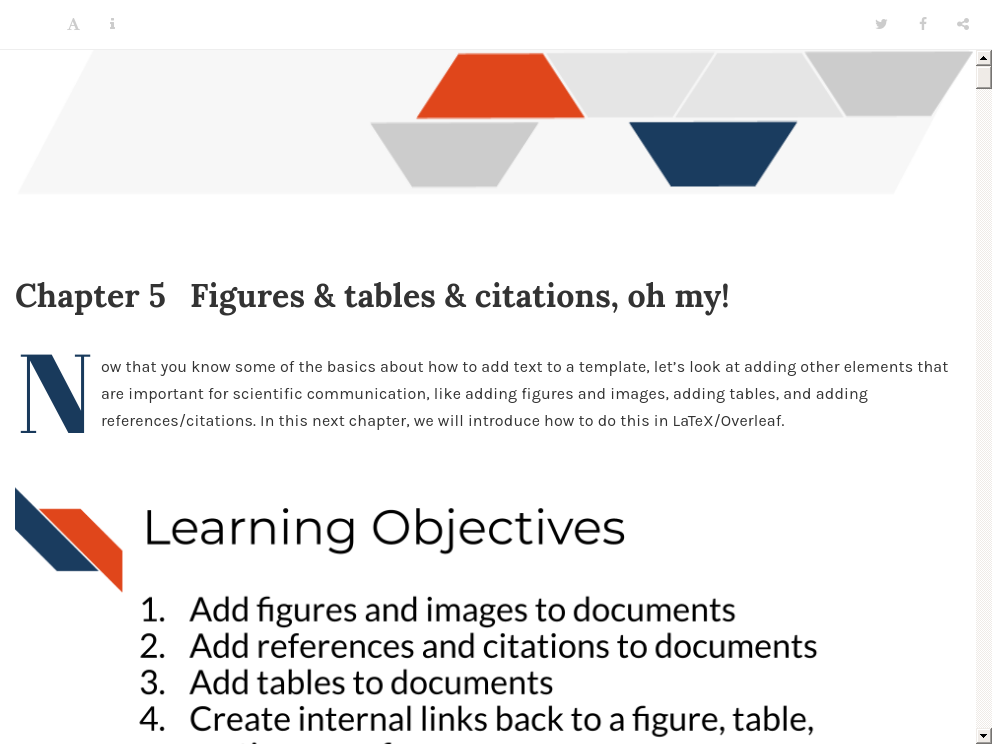 Chapter 5 Figures & tables & citations, oh my!
Now that you know some of the basics about how to add text to a template, let’s look at adding other elements that
are important for scientific communication, like adding figures and images, adding tables, and adding
references/citations. In this next chapter, we will introduce how to do this in LaTeX/Overleaf.
Learning Objectives
1. Add figures and images to documents
2. Add references and citations to documents
3. Add tables to documents
4. Create internal links back to a figure, table,